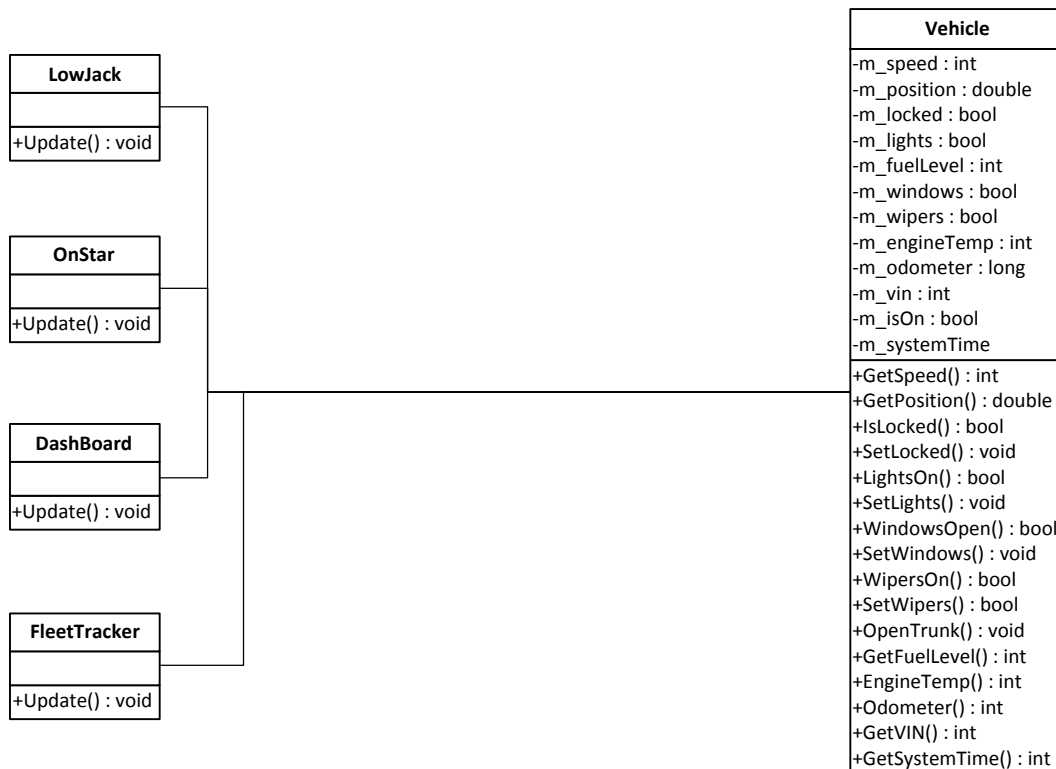 LowJack
+Update() : void
OnStar
+Update() : void
DashBoard
+Update() : void
FleetTracker
+Update() : void
Vehicle
-m_speed : int
-m_position : double
-m_locked : bool
-m_lights : bool
-m_fuelLevel : int
-m_windows : bool
-m_wipers : bool
-m_engineTemp : int
-m_odometer : long
-m_vin : int
-m_isOn : bool
-m_systemTime
+GetSpeed() : int
+GetPosition() : double
+IsLocked() : bool
+SetLocked() : void
+LightsOn() : bool
+SetLights() : void
+WindowsOpen() : bool
+SetWindows() : void
+WipersOn() : bool
+SetWipers() : bool
+OpenTrunk() : void
+GetFuelLevel() : int
+EngineTemp() : int
+Odometer() : int
+GetVIN() : int
+GetSystemTime() : int